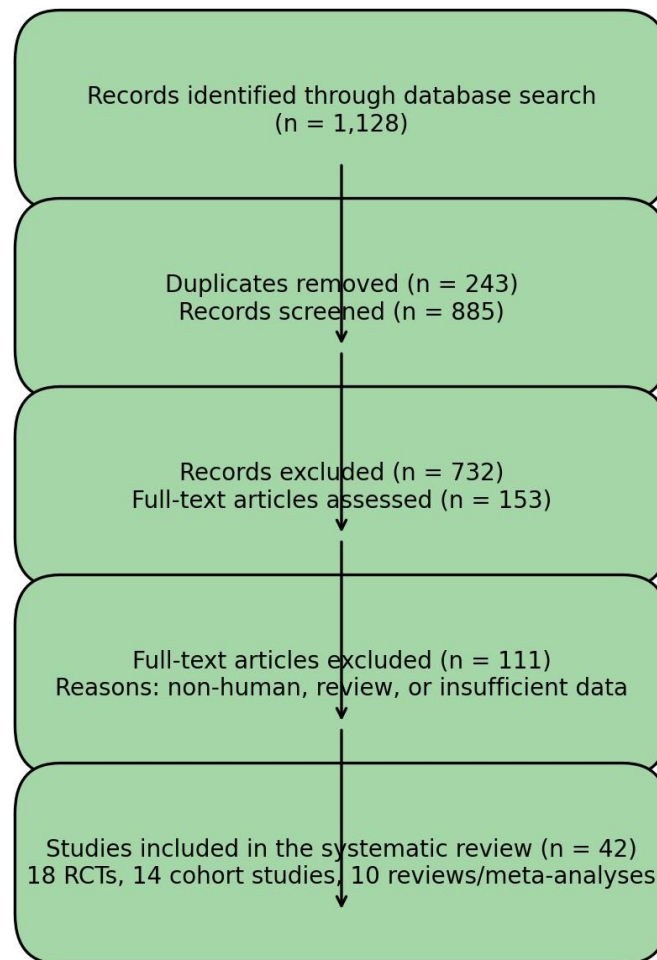 Records identified through database search
(n = 1,128)
Duplicates removed (n = 243)
Records screened (n = 885)
Records excluded (n = 732)
Full-text articles assessed (n = 153)
Full-text articles excluded (n = 111)
Reasons: non-human, review, or insufficient data
Studies included in the systematic review (n = 42)
18 RCTs, 14 cohort studies, 10 reviews/meta-analyses